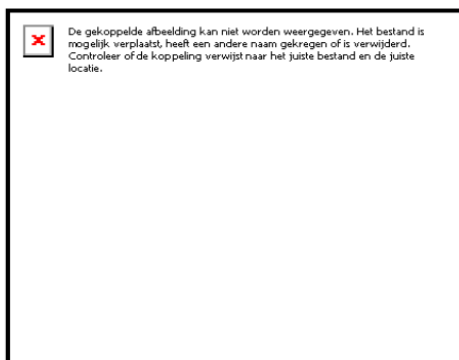 De gekoppelde afbeelding kan niet worden weergegeven. Het bestand is
mogelijk verplaatst, heeft een andere naam gekregen of is verwijderd.
Controleer of de koppeling verwijst naar het juiste bestand en de juiste
locatie.